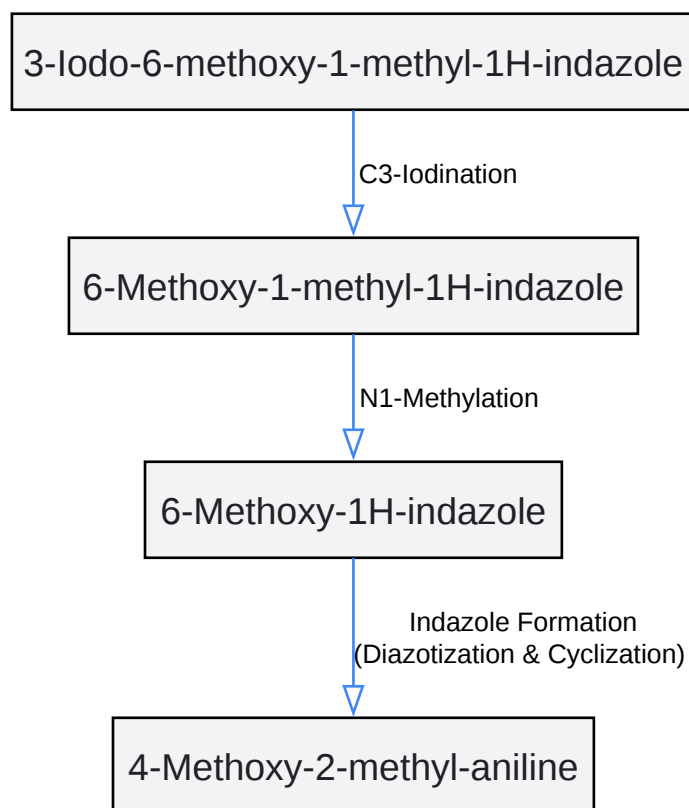 3-Iodo-6-methoxy-1-methyl-1H-indazole
C3-Iodination
6-Methoxy-1-methyl-1H-indazole
N1-Methylation
6-Methoxy-1H-indazole
Indazole Formation
(Diazotization & Cyclization)
4-Methoxy-2-methyl-aniline